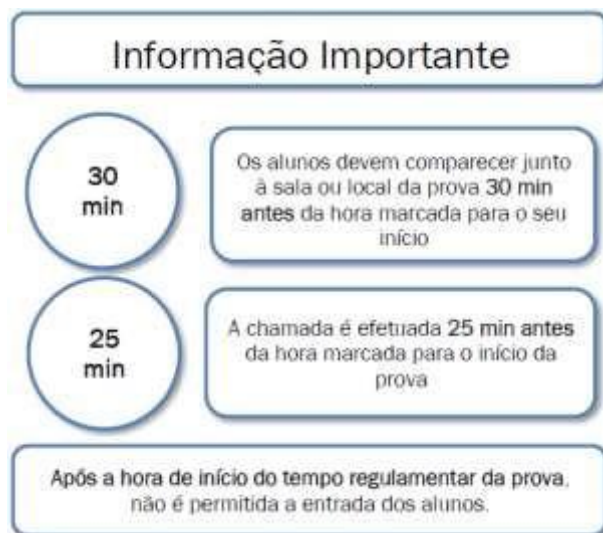 Informação Importante
30
min
Os alunos devem comparecer junto
à sala ou local da prova 30 min
antes da hora marcada para o seu
início
25
min
A chamada é efetuada 25 min antes
da hora marcada para o início da
prova
Após a hora de início do tempo regulamentar da prova,
não é permitida a entrada dos alunos.